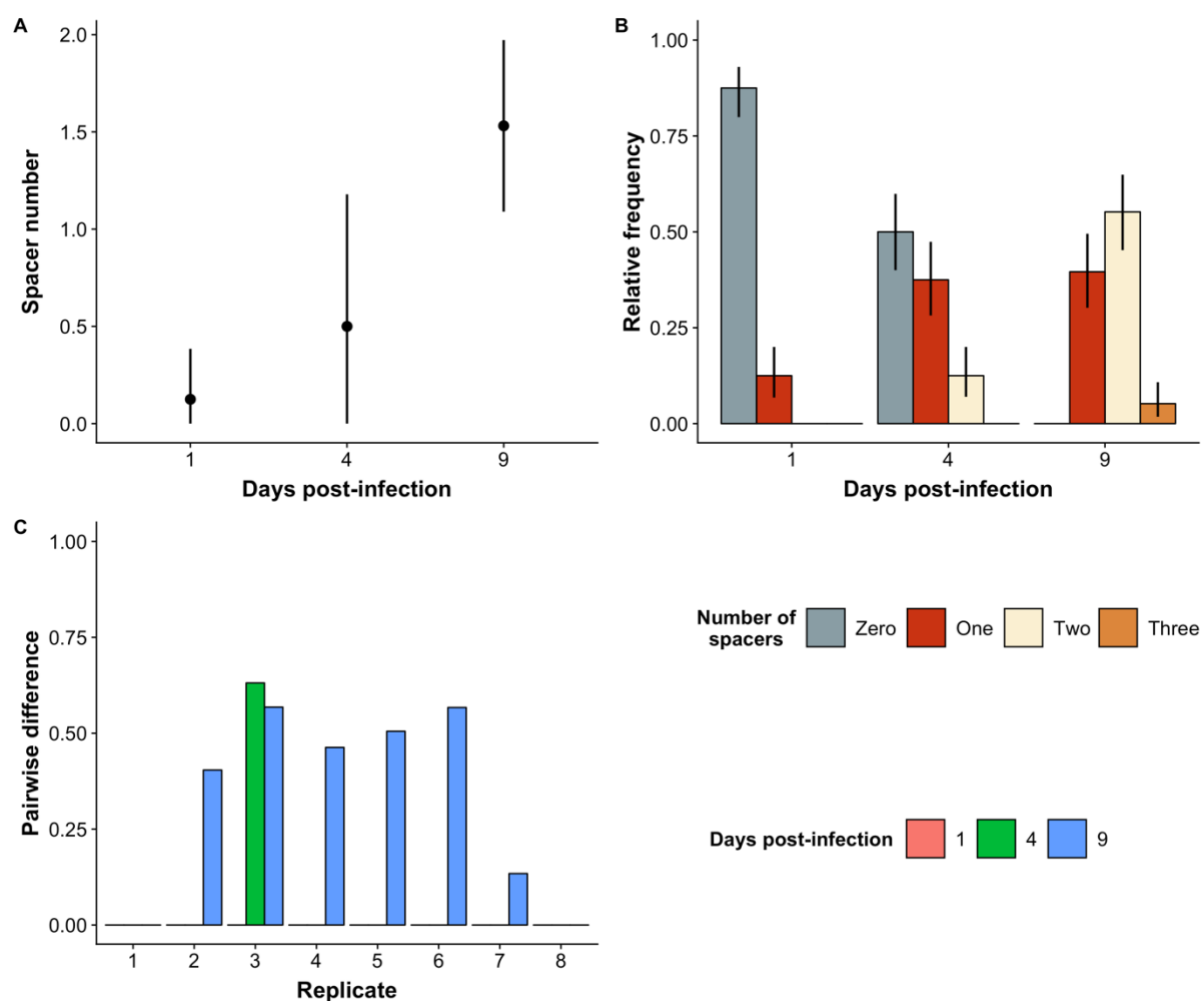 A
2.0
1.5
1.0
0.5
0.0
Spacer number
1 4 9
Days post-infection
B
1.00
0.75
0.50
0.25
0.00
Relative frequency
1 4 9
Days post-infection
C
1.00
0.75
0.50
0.25
0.00
Pairwise difference
1 2 3 4 5 6 7 8
Replicate
Number of
spacers
Zero One Two Three
Days post-infection 1 4 9